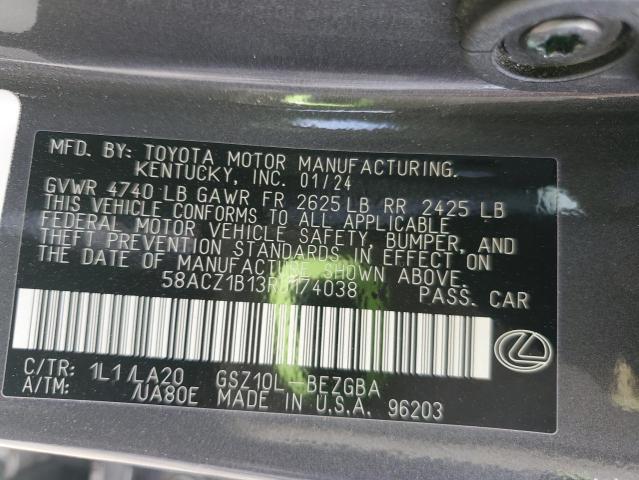 MFD. BY: TOYOTA MOTOR MANUFACTURING.
KENTUCKY, INC. 01/24
GVWR 4740 LB GAWR FR 2625 LB RR 2425 LB
THIS VEHICLE CONFORMS TO ALL APPLICABLE
FEDERAL MOTOR VEHICLE SAFETY, BUMPER, AND
THEFT PREVENTION STANDARDS IN EFFECT ON
THE DATE OF MANUFACTURE SHOWN ABOVE.
PASS. CAR
C/TR: 1L1/LA20 GSZ10L-BEZGBA
A/TM: /UA80E MADE IN U.S.A. 96203